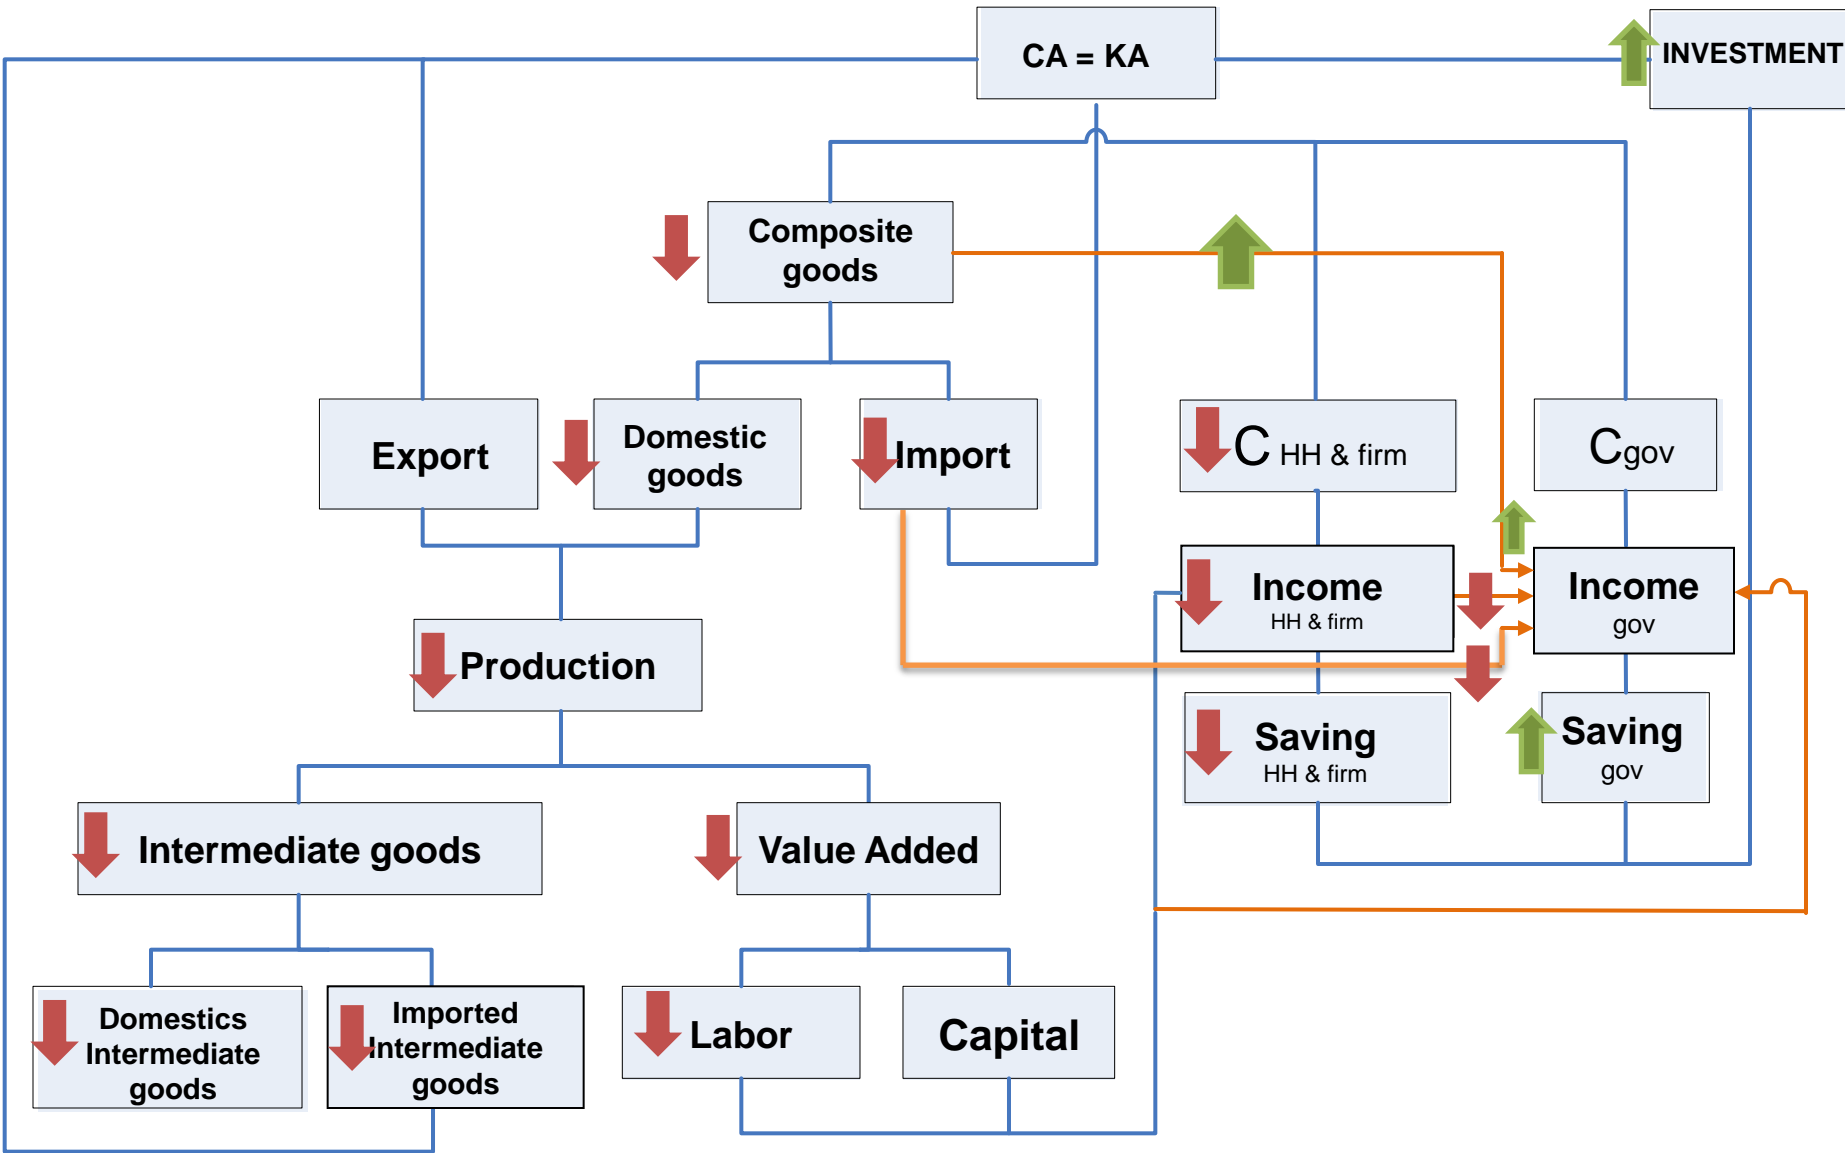 CA = KA
INVESTMENT
Composite
goods
Export
Domestic
goods
Import
C HH & firm
Cgov
Income
HH & firm
Income
gov
Production
Saving
HH & firm
Saving
gov
Intermediate goods
Value Added
Domestics
Intermediate
goods
Imported
Intermediate
goods
Labor
Capital